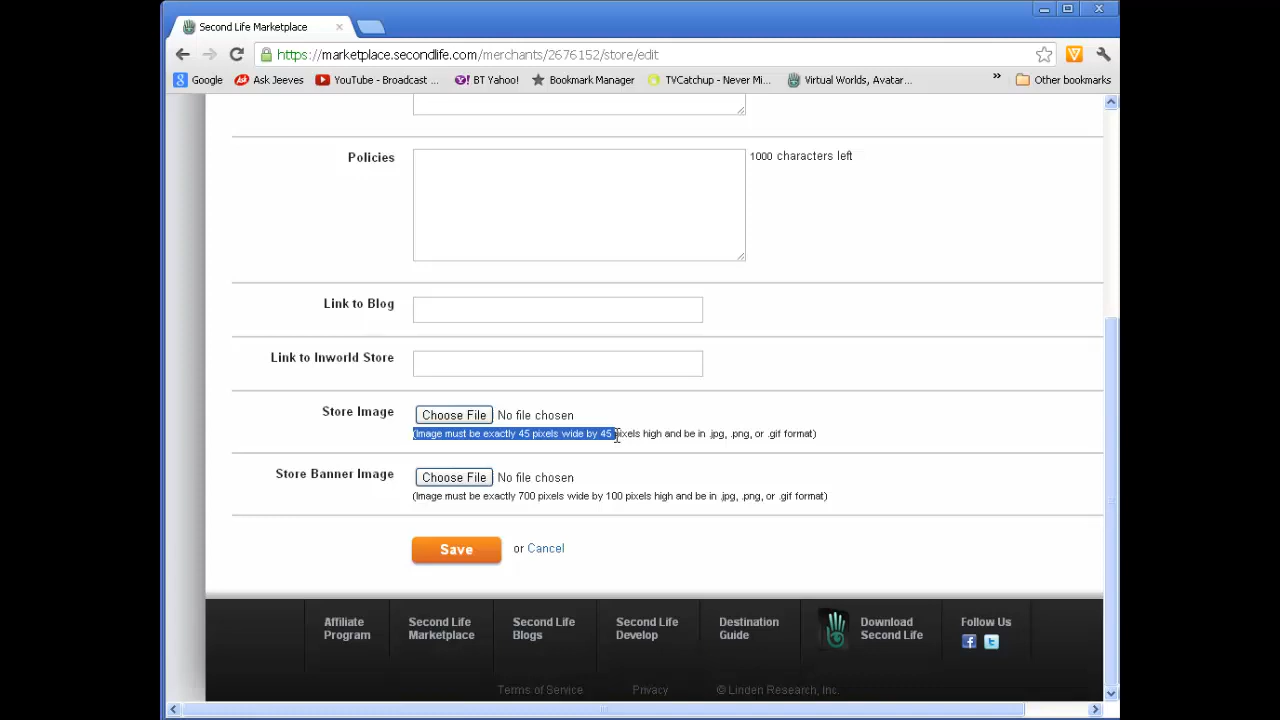 Second Life Marketplace
https://marketplace.secondlife.com/merchants/2676152/store/edit
Google Ask Jeeves YouTube - Broadcast ... BT Yahoo! Bookmark Manager TVCatchup - Never Mi... Virtual Worlds, Avatar... » Other bookmarks
Policies
1000 characters left
Link to Blog
Link to Inworld Store
Store Image
Choose File No file chosen
(Image must be exactly 45 pixels wide by 45 pixels high and be in .jpg, .png, or .gif format)
Store Banner Image
Choose File No file chosen
(Image must be exactly 700 pixels wide by 100 pixels high and be in .jpg, .png, or .gif format)
Save or Cancel
Affiliate
Program
Second Life
Marketplace
Second Life
Blogs
Second Life
Develop
Destination
Guide
Download
Second Life
Follow Us
Terms of Service Privacy © Linden Research, Inc.